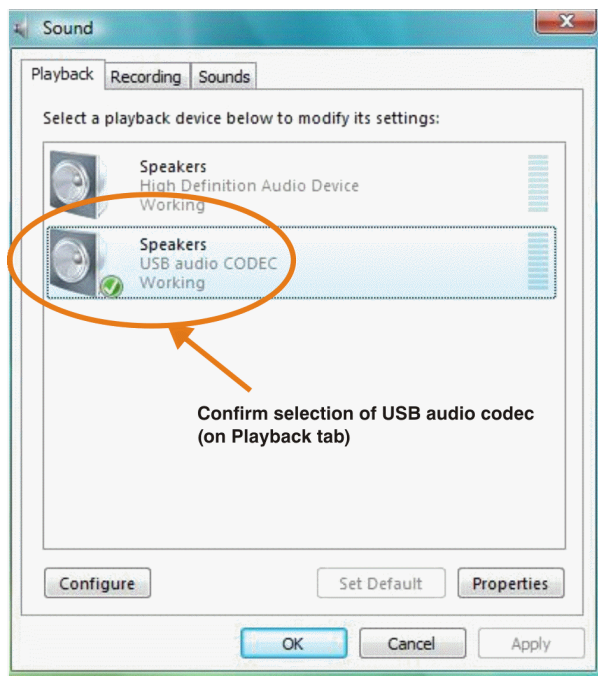 Sound
Playback Recording Sounds
Select a playback device below to modify its settings:
Speakers
High Definition Audio Device
Working
Speakers
USB audio CODEC
Working
Confirm selection of USB audio codec
(on Playback tab)
Configure Set Default Properties
OK Cancel Apply